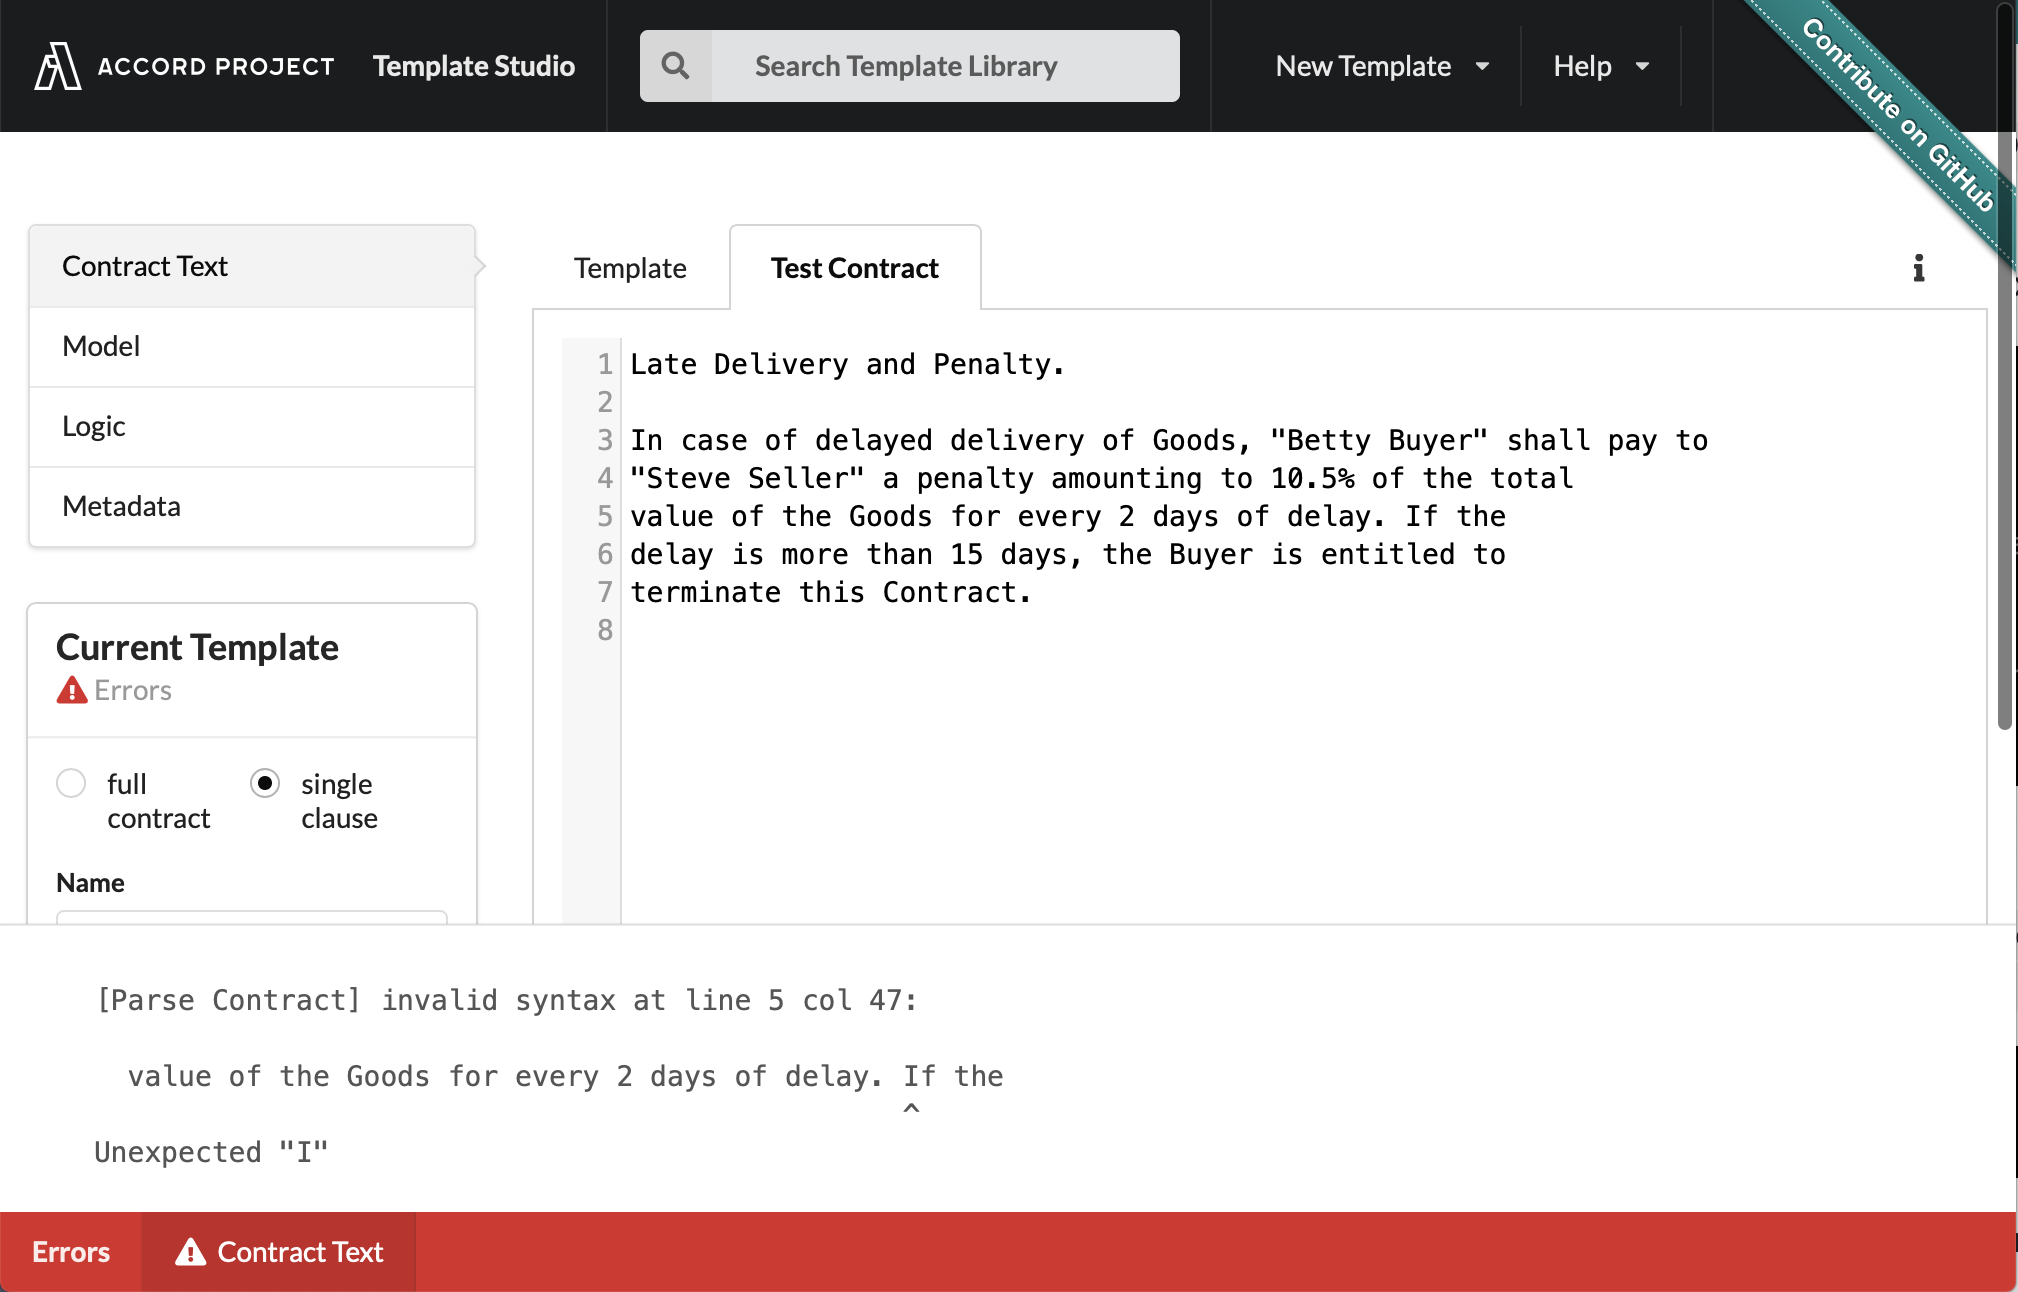 ACCORD PROJECT
Template Studio
Search Template Library
New Template
Help
Contribute on GitHub
Contract Text
Model
Logic
Metadata
Current Template
Errors
full contract
single clause
Name
Template
Test Contract
i
1 Late Delivery and Penalty.
2
3 In case of delayed delivery of Goods, "Betty Buyer" shall pay to
4 "Steve Seller" a penalty amounting to 10.5% of the total
5 value of the Goods for every 2 days of delay. If the
6 delay is more than 15 days, the Buyer is entitled to
7 terminate this Contract.
8
[Parse Contract] invalid syntax at line 5 col 47:
value of the Goods for every 2 days of delay. If the
^
Unexpected "I"
Errors
Contract Text